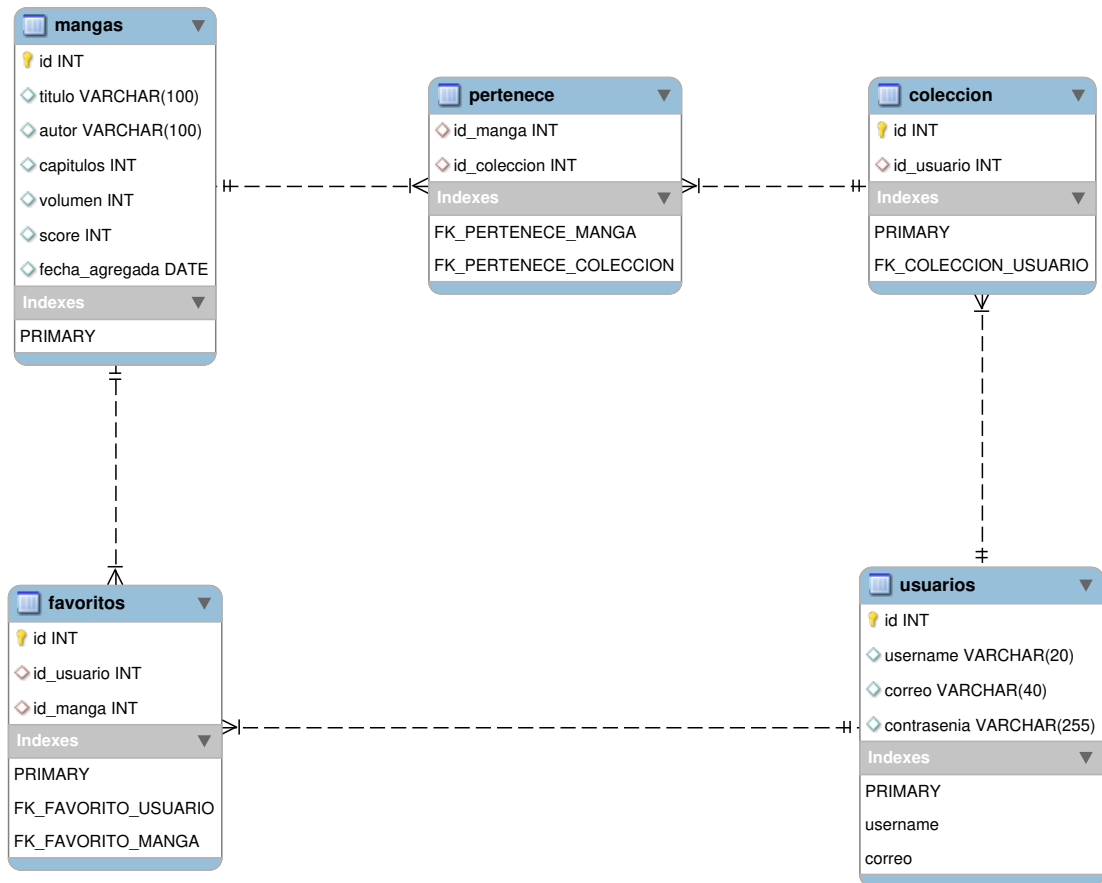 mangas
id INT
titulo VARCHAR(100)
autor VARCHAR(100)
capitulos INT
volumen INT
score INT
fecha_agregada DATE
Indexes
PRIMARY
pertenece
id_manga INT
id_coleccion INT
Indexes
FK_PERTENECE_MANGA
FK_PERTENECE_COLECCION
coleccion
id INT
id_usuario INT
Indexes
PRIMARY
FK_COLECCION_USUARIO
favoritos
id INT
id_usuario INT
id_manga INT
Indexes
PRIMARY
FK_FAVORITO_USUARIO
FK_FAVORITO_MANGA
usuarios
id INT
username VARCHAR(20)
correo VARCHAR(40)
contrasenia VARCHAR(255)
Indexes
PRIMARY
username
correo